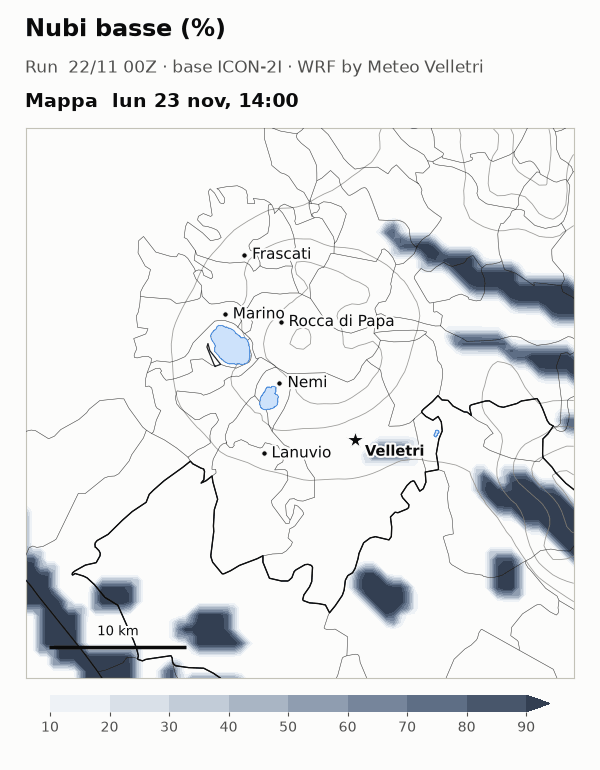 Nubi basse (%)
Run  22/11 00Z · base ICON-2I · WRF by Meteo Velletri
Mappa  lun 23 nov, 14:00
Frascati
Marino
Rocca di Papa
Nemi
Velletri
Lanuvio
10 km
10 20 30 40 50 60 70 80 90